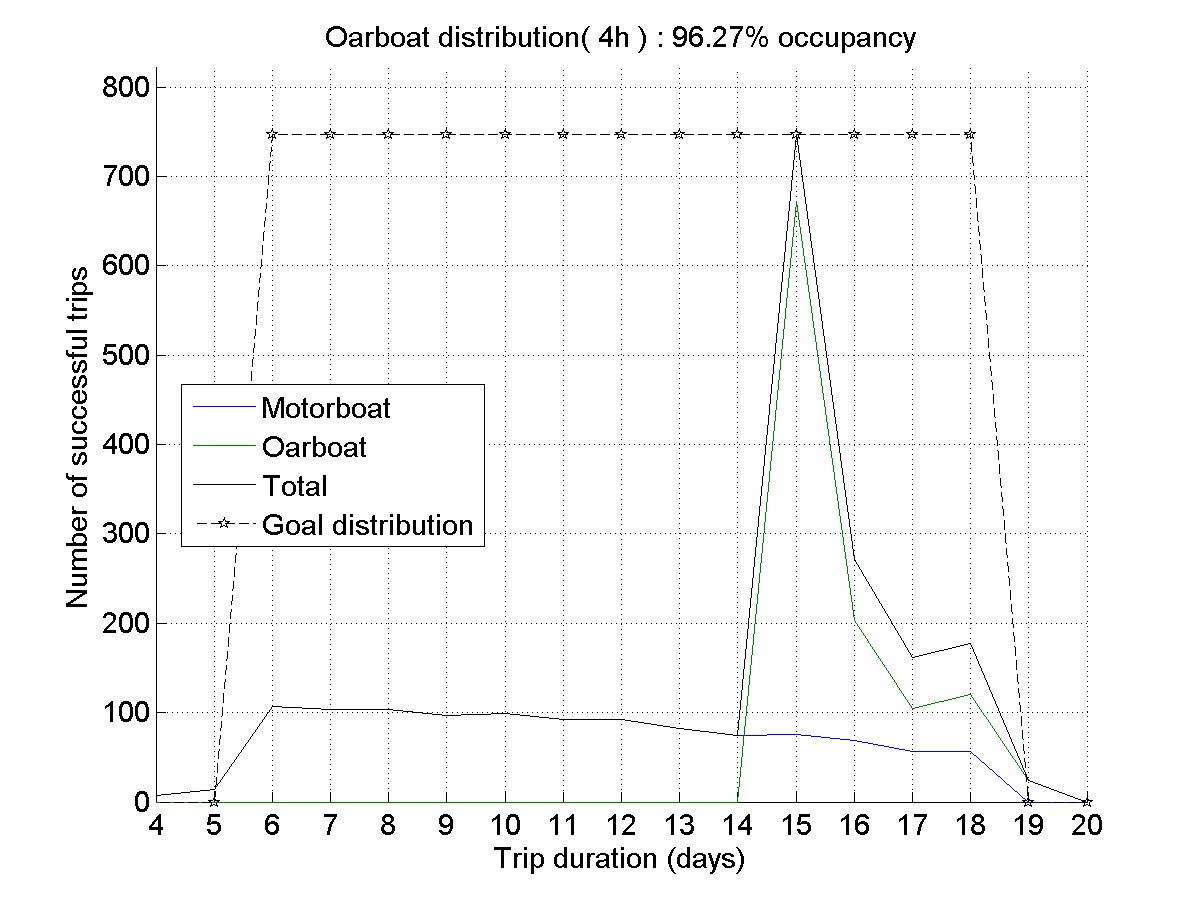 Oarboat distribution( 4h ) : 96.27% occupancy
Number of successful trips
800
700
600
500
400
300
200
100
0
Motorboat
Oarboat
Total
Goal distribution
4 5 6 7 8 9 10 11 12 13 14 15 16 17 18 19 20
Trip duration (days)